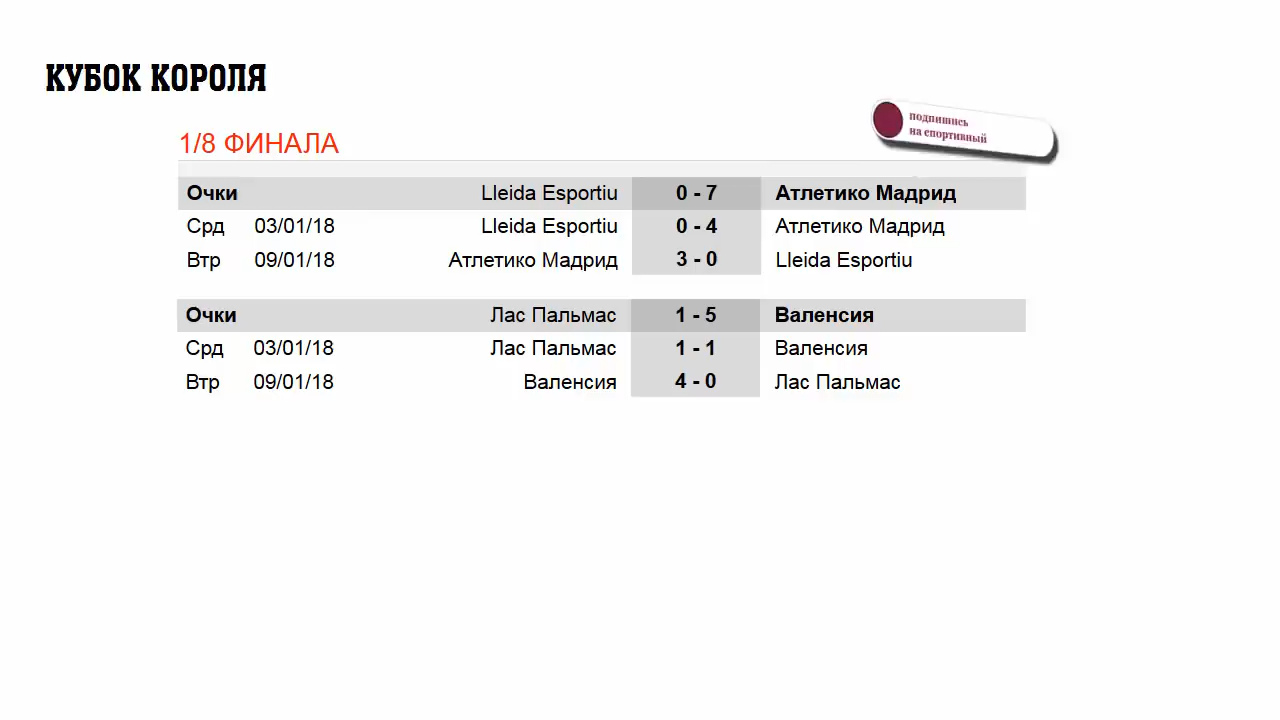 КУБОК КОРОЛЯ
подпишись
на спортивный
1/8 ФИНАЛА
Очки Lleida Esportiu 0 - 7 Атлетико Мадрид
Срд 03/01/18 Lleida Esportiu 0 - 4 Атлетико Мадрид
Втр 09/01/18 Атлетико Мадрид 3 - 0 Lleida Esportiu
Очки Лас Пальмас 1 - 5 Валенсия
Срд 03/01/18 Лас Пальмас 1 - 1 Валенсия
Втр 09/01/18 Валенсия 4 - 0 Лас Пальмас